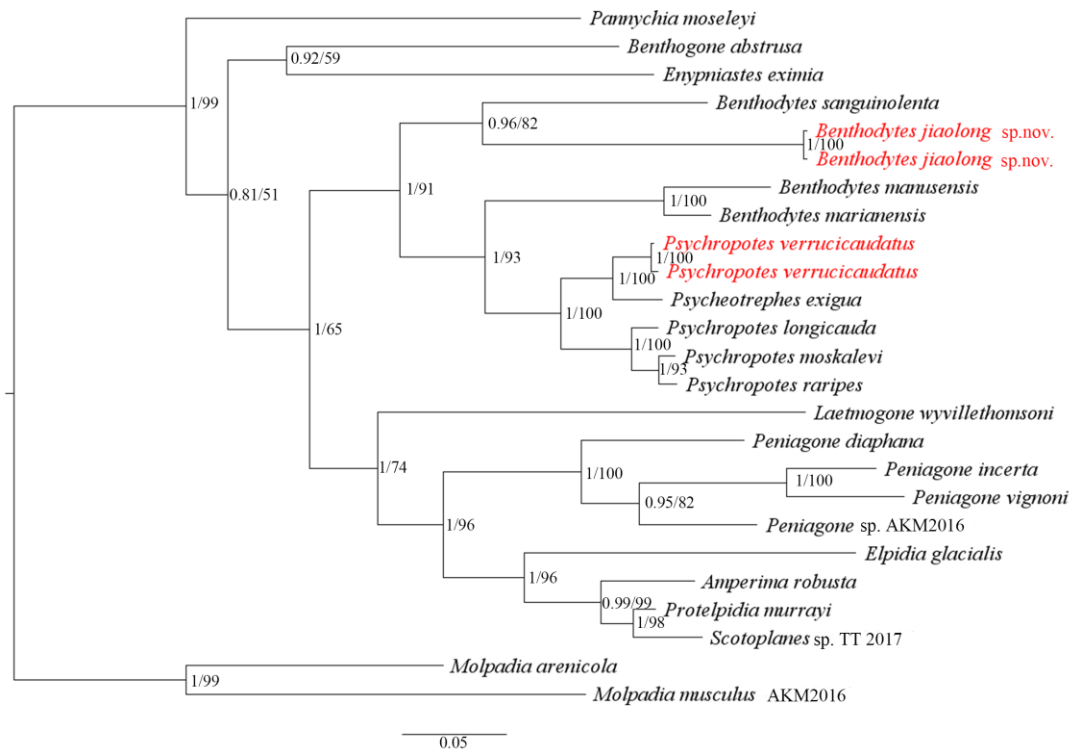 Pannychia moseleyi
Benthogone abstrusa
0.92/59
Enypniastes eximia
1/99
Benthodytes sanguinolenta
0.96/82
Benthodytes jiaolong sp.nov.
1/100
Benthodytes jiaolong sp.nov.
0.81/51
1/91
Benthodytes manusensis
1/100
Benthodytes marianensis
Psychropotes verrucicaudatus
1/93
1/100
Psychropotes verrucicaudatus
1/100
Psycheotrephes exigua
1/100
1/65
Psychropotes longicauda
1/100
Psychropotes moskalevi
1/93
Psychropotes raripes
Laetmogone wyvillethomsoni
Peniagone diaphana
1/74
1/100
Peniagone incerta
1/100
Peniagone vignoni
0.95/82
1/96
Peniagone sp. AKM2016
Elpidia glacialis
1/96
Amperima robusta
0.99/99
Protelpidia murrayi
1/98
Scotoplanes sp. TT 2017
Molpadia arenicola
1/99
Molpadia musculus AKM2016
0.05